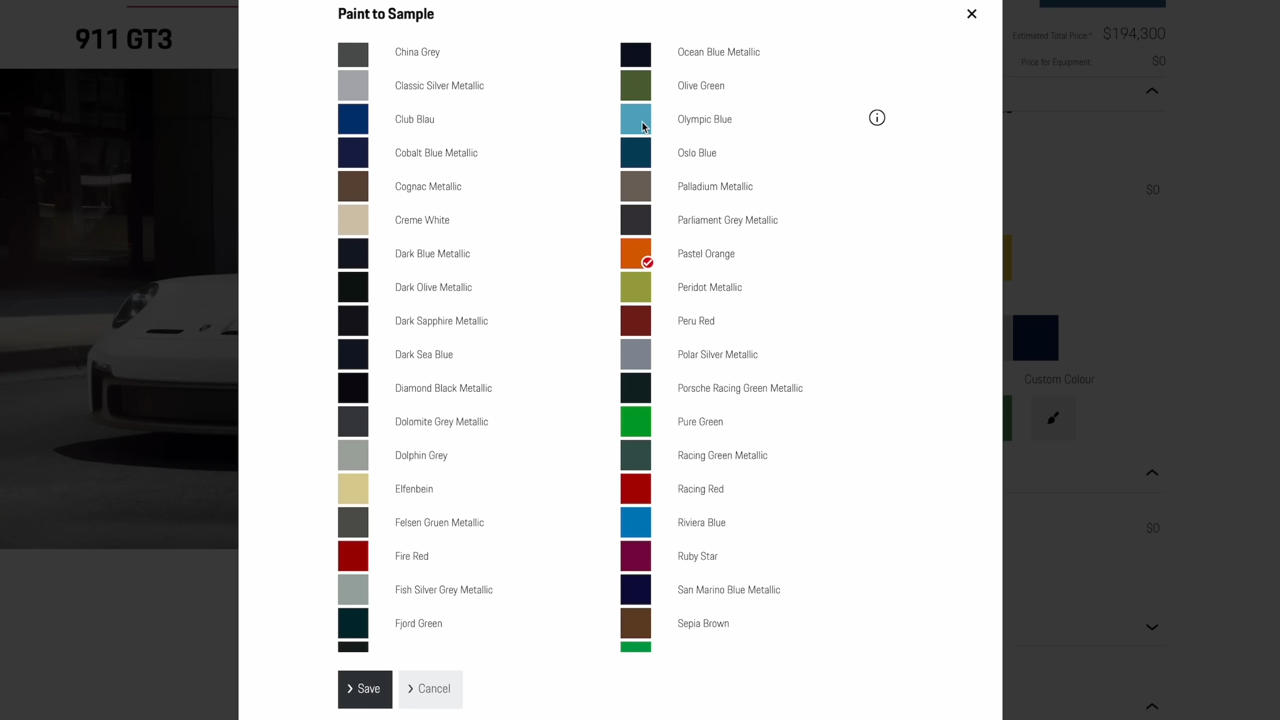 Paint to Sample
911 GT3
Estimated Total Price:* $194,300
Price for Equipment: $0
China Grey
Ocean Blue Metallic
Classic Silver Metallic
Olive Green
Club Blau
Olympic Blue
Cobalt Blue Metallic
Oslo Blue
Cognac Metallic
Palladium Metallic
$0
Creme White
Parliament Grey Metallic
Dark Blue Metallic
Pastel Orange
Dark Olive Metallic
Peridot Metallic
Dark Sapphire Metallic
Peru Red
Dark Sea Blue
Polar Silver Metallic
Custom Colour
Diamond Black Metallic
Porsche Racing Green Metallic
Dolomite Grey Metallic
Pure Green
Dolphin Grey
Racing Green Metallic
Elfenbein
Racing Red
Felsen Gruen Metallic
Riviera Blue
$0
Fire Red
Ruby Star
Fish Silver Grey Metallic
San Marino Blue Metallic
Fjord Green
Sepia Brown
Save
Cancel